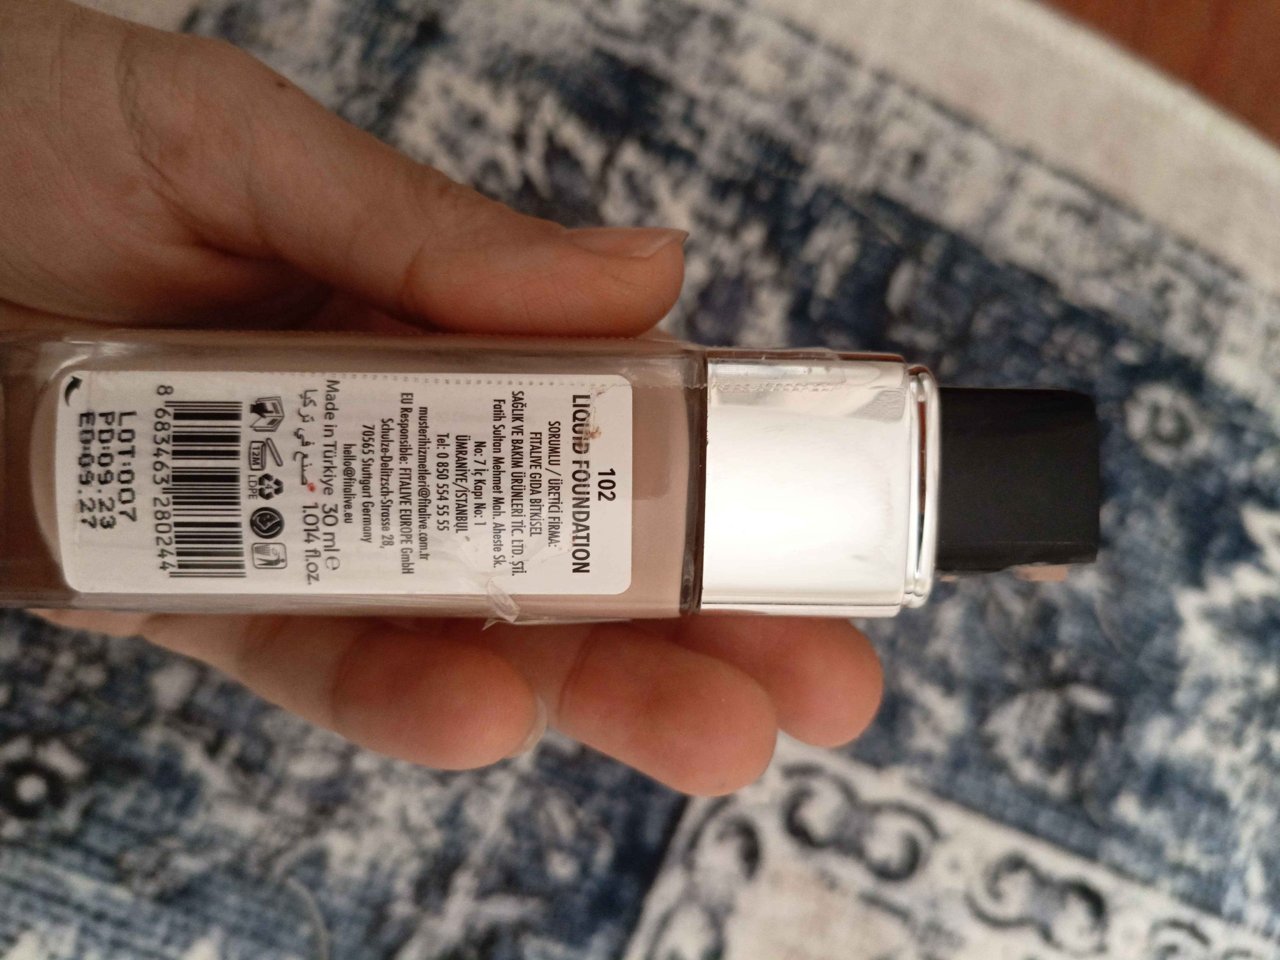 102
LIQUID FOUNDATION
SORUMLU / ÜRETİCİ FİRMA:
FITALIVE GIDA BİTKİSEL
SAĞLIK VE BAKIM ÜRÜNLERİ TİC. LTD. ŞTİ.
Fatih Sultan Mehmet Mah. Aheste Sk.
No: 7 İç Kapı No: 1
ÜMRANİYE/İSTANBUL
Tel: 0 850 554 55 55
musterihizmetleri@fitalive.com.tr
EU Responsible: FITALIVE EUROPE GmbH
Schulze-Delitzsch-Strasse 28,
70565 Stuttgart Germany
hello@fitalive.eu
Made in Türkiye 30 ml e
صنع في تركيا 1.014 fl.oz.
12M LDPE
8 683463 728024 4
LOT:007
PD:09.23
ED:09.27